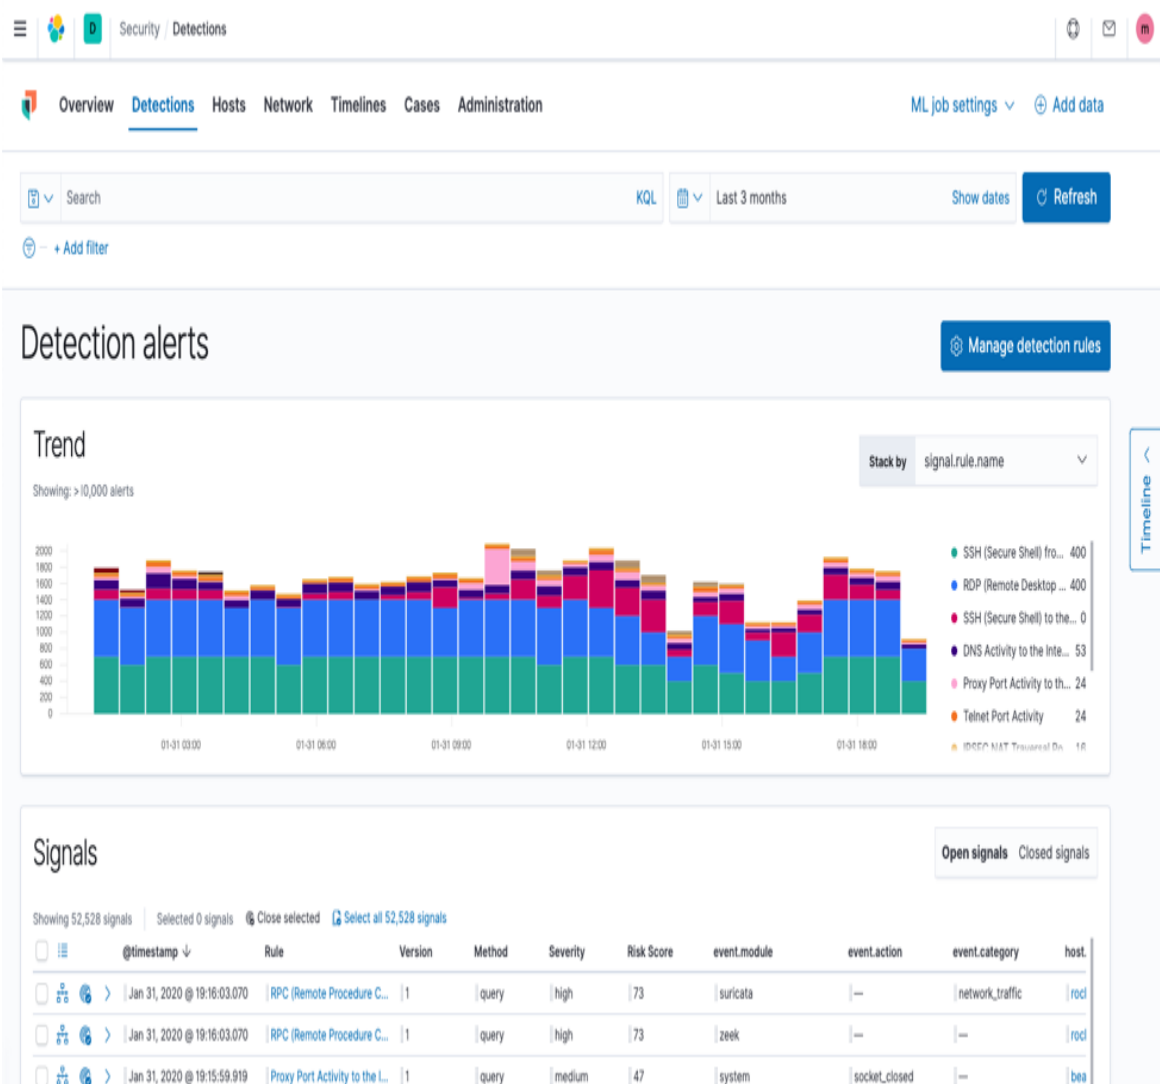 D Security / Detections m
Overview Detections Hosts Network Timelines Cases Administration ML job settings Add data
Search KQL Last 3 months Show dates Refresh
+ Add filter
Detection alerts Manage detection rules
Trend
Stack by signal.rule.name
Showing: > 10,000 alerts
Timeline
2000
1800
1600
1400
1200
1000
800
600
400
200
0
01-31 03:00 01-31 06:00 01-31 09:00 01-31 12:00 01-31 15:00 01-31 18:00
SSH (Secure Shell) fro... 400
RDP (Remote Desktop ... 400
SSH (Secure Shell) to the... 0
DNS Activity to the Inte... 53
Proxy Port Activity to th... 24
Telnet Port Activity 24
IPSEC NAT Traversal Po... 16
Signals Open signals Closed signals
Showing 52,528 signals Selected 0 signals Close selected Select all 52,528 signals
@timestamp Rule Version Method Severity Risk Score event.module event.action event.category host.
Jan 31, 2020 @ 19:16:03.070 RPC (Remote Procedure C... 1 query high 73 suricata — network_traffic rocl
Jan 31, 2020 @ 19:16:03.070 RPC (Remote Procedure C... 1 query high 73 zeek — — rocl
Jan 31, 2020 @ 19:15:59.919 Proxy Port Activity to the I... 1 query medium 47 system socket_closed — bea